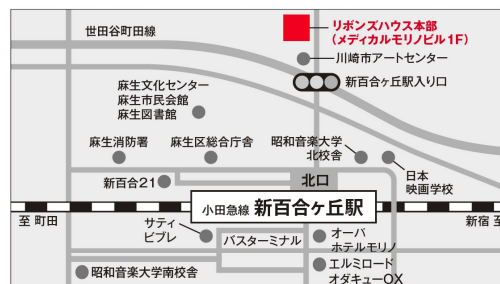 世田谷町田線
リボンズハウス本部
(メディカルモリノビル1F)
川崎市アートセンター
新百合ヶ丘駅入り口
麻生文化センター
麻生市民会館
麻生図書館
麻生消防署
麻生区総合庁舎
昭和音楽大学
北校舎
日本
映画学校
新百合21
北口
小田急線 新百合ヶ丘駅
至 町田
新宿 至
サティ
ビブレ
バスターミナル
オーパ
ホテルモリノ
昭和音楽大学南校舎
エルミロード
オダキューOX